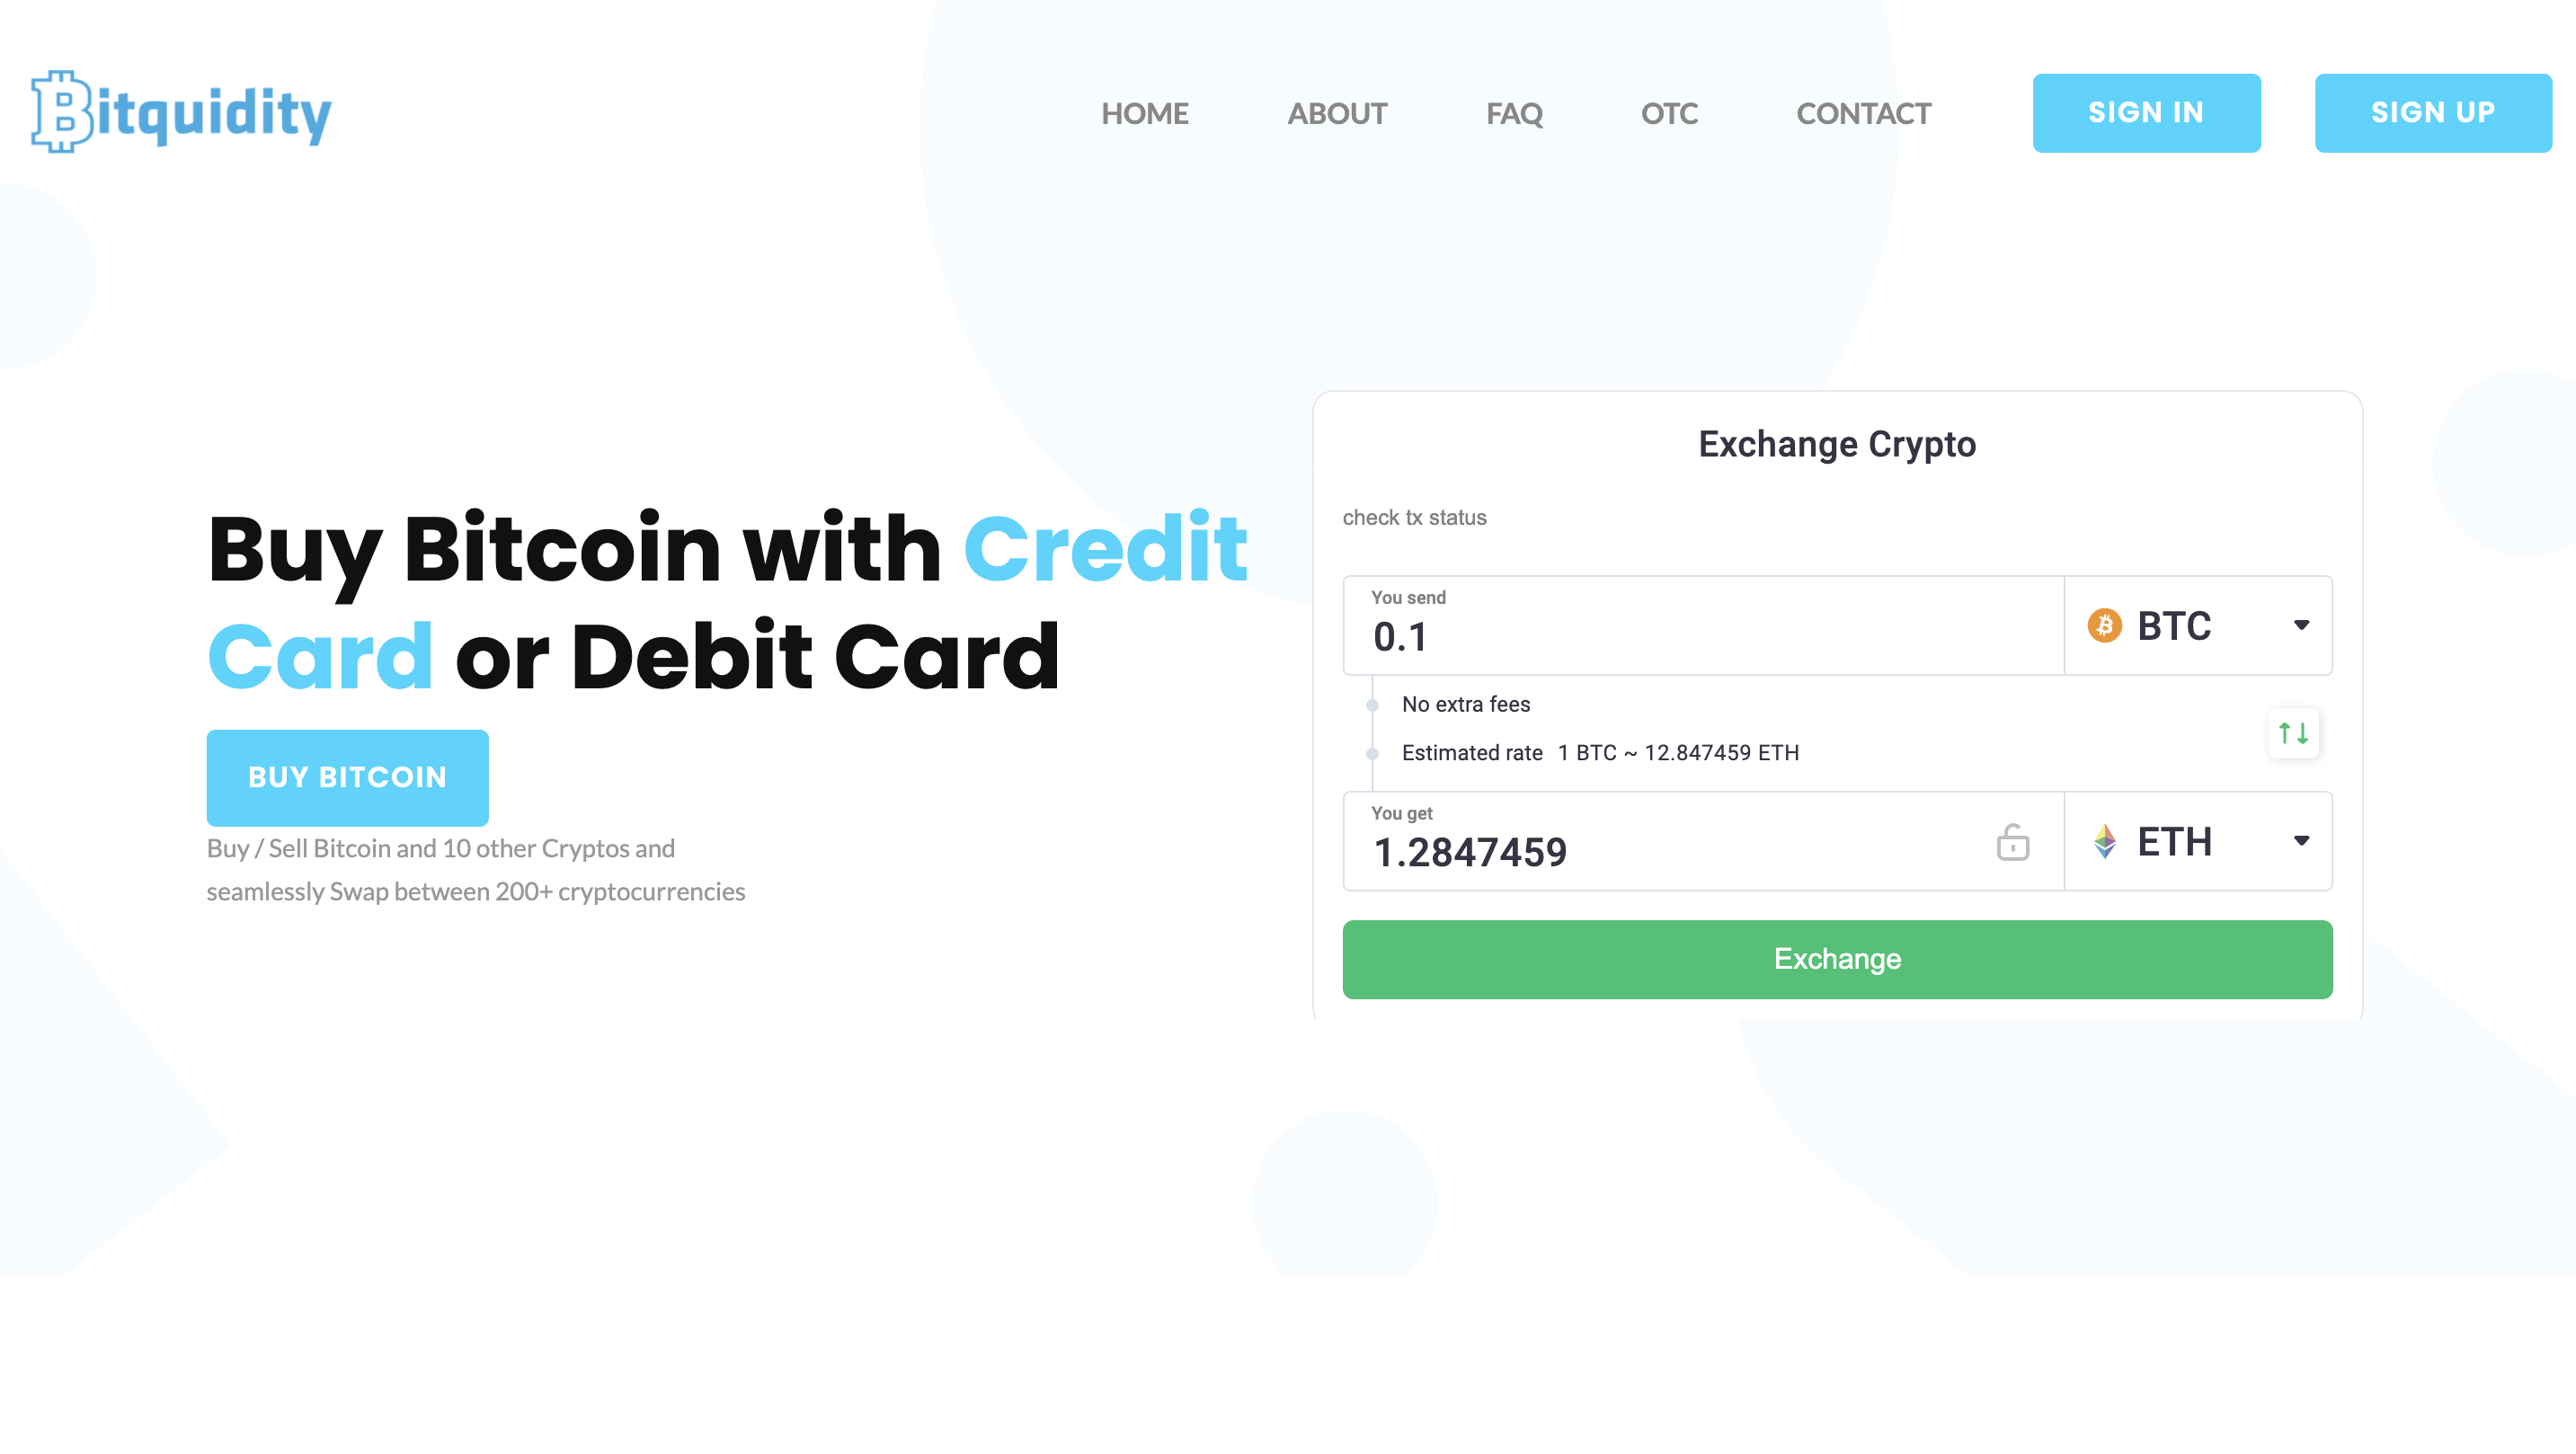 Bitquidity
HOME ABOUT FAQ OTC CONTACT SIGN IN SIGN UP
Buy Bitcoin with Credit
Card or Debit Card
BUY BITCOIN
Buy / Sell Bitcoin and 10 other Cryptos and
seamlessly Swap between 200+ cryptocurrencies
Exchange Crypto
check tx status
You send
0.1
BTC
No extra fees
Estimated rate 1 BTC ~ 12.847459 ETH
You get
1.2847459
ETH
Exchange